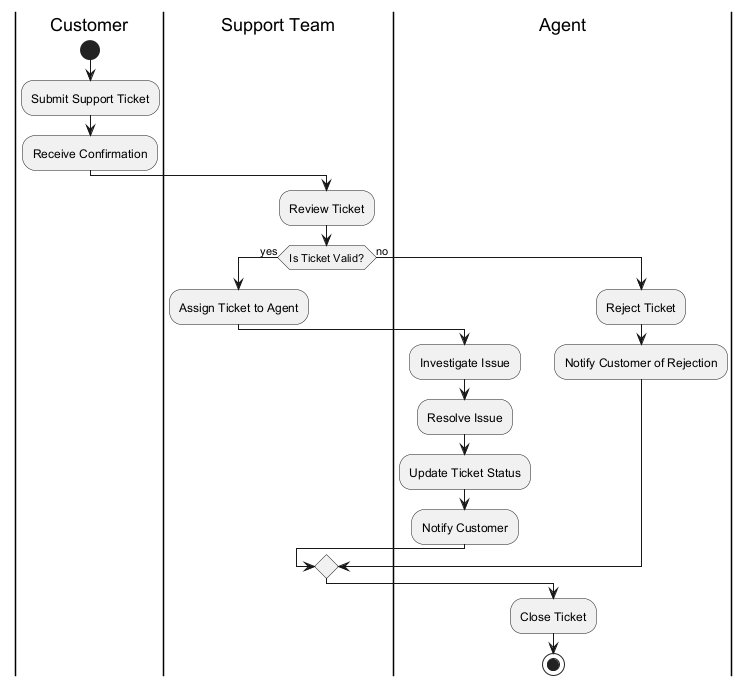 Customer
Support Team
Agent
Submit Support Ticket
Receive Confirmation
Review Ticket
yes
Is Ticket Valid?
no
Assign Ticket to Agent
Reject Ticket
Investigate Issue
Notify Customer of Rejection
Resolve Issue
Update Ticket Status
Notify Customer
Close Ticket